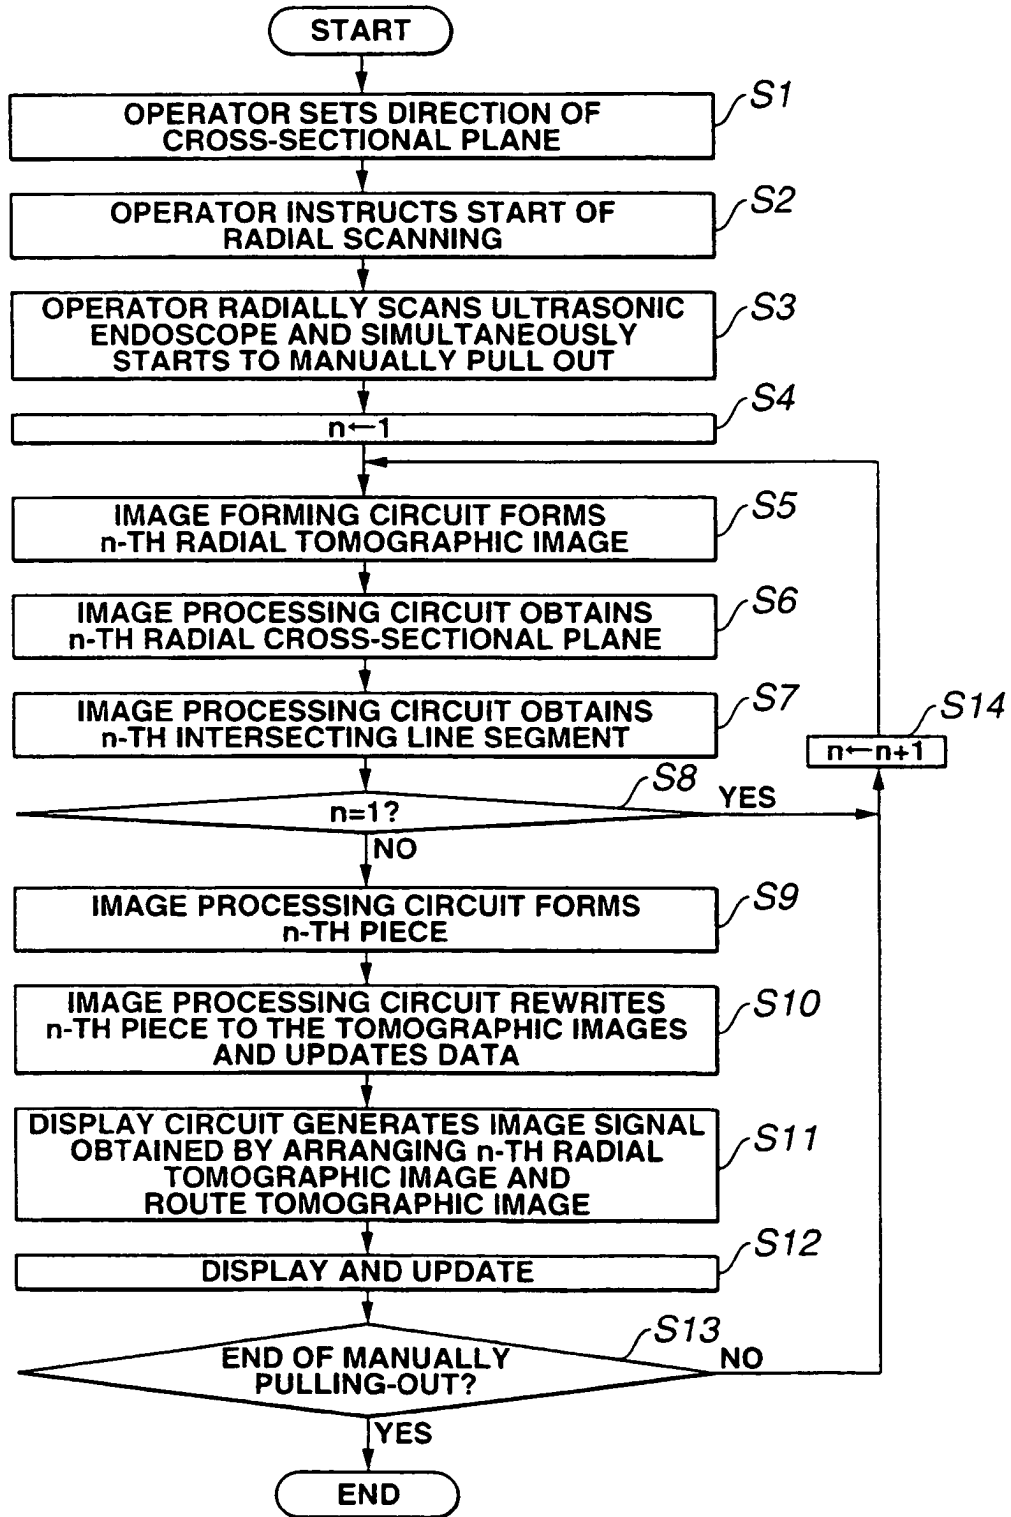 START
S1
OPERATOR SETS DIRECTION OF
CROSS-SECTIONAL PLANE
S2
OPERATOR INSTRUCTS START OF
RADIAL SCANNING
S3
OPERATOR RADIALLY SCANS ULTRASONIC
ENDOSCOPE AND SIMULTANEOUSLY
STARTS TO MANUALLY PULL OUT
S4
n←1
S5
IMAGE FORMING CIRCUIT FORMS
n-TH RADIAL TOMOGRAPHIC IMAGE
S6
IMAGE PROCESSING CIRCUIT OBTAINS
n-TH RADIAL CROSS-SECTIONAL PLANE
S7
IMAGE PROCESSING CIRCUIT OBTAINS
n-TH INTERSECTING LINE SEGMENT
S14
n←n+1
S8
n=1?
YES
NO
S9
IMAGE PROCESSING CIRCUIT FORMS
n-TH PIECE
S10
IMAGE PROCESSING CIRCUIT REWRITES
n-TH PIECE TO THE TOMOGRAPHIC IMAGES
AND UPDATES DATA
S11
DISPLAY CIRCUIT GENERATES IMAGE SIGNAL
OBTAINED BY ARRANGING n-TH RADIAL
TOMOGRAPHIC IMAGE AND
ROUTE TOMOGRAPHIC IMAGE
S12
DISPLAY AND UPDATE
S13
END OF MANUALLY
PULLING-OUT?
NO
YES
END